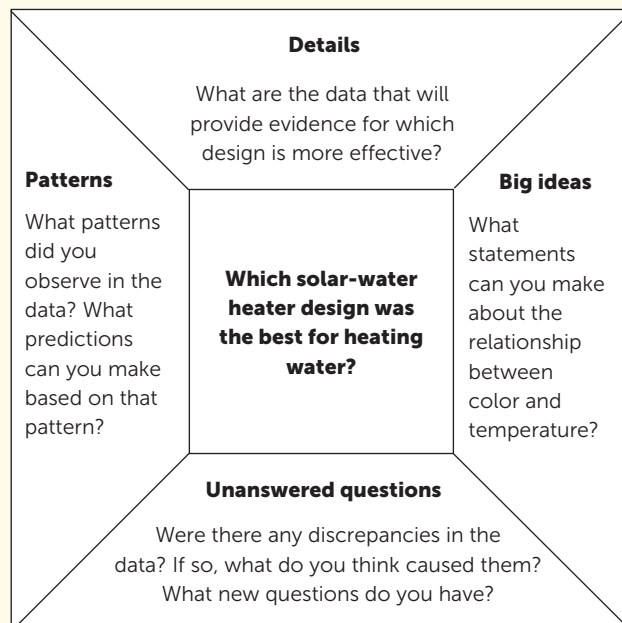 Details
What are the data that will
provide evidence for which
design is more effective?
Patterns
What patterns
did you
observe in the
data? What
predictions
can you make
based on that
pattern?
Which solar-water
heater design was
the best for heating
water?
Big ideas
What
statements
can you make
about the
relationship
between
color and
temperature?
Unanswered questions
Were there any discrepancies in the
data? If so, what do you think caused them?
What new questions do you have?